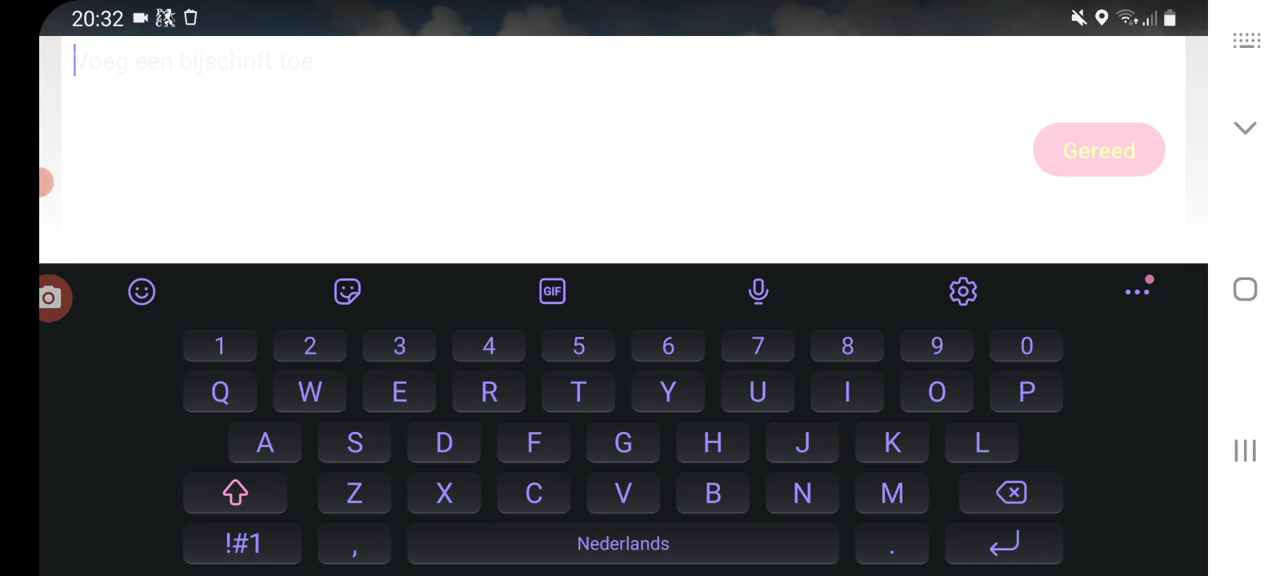 20:32
Voeg een bijschrift toe
Gereed
GIF
1 2 3 4 5 6 7 8 9 0
Q W E R T Y U I O P
A S D F G H J K L
Z X C V B N M
!#1 , Nederlands .